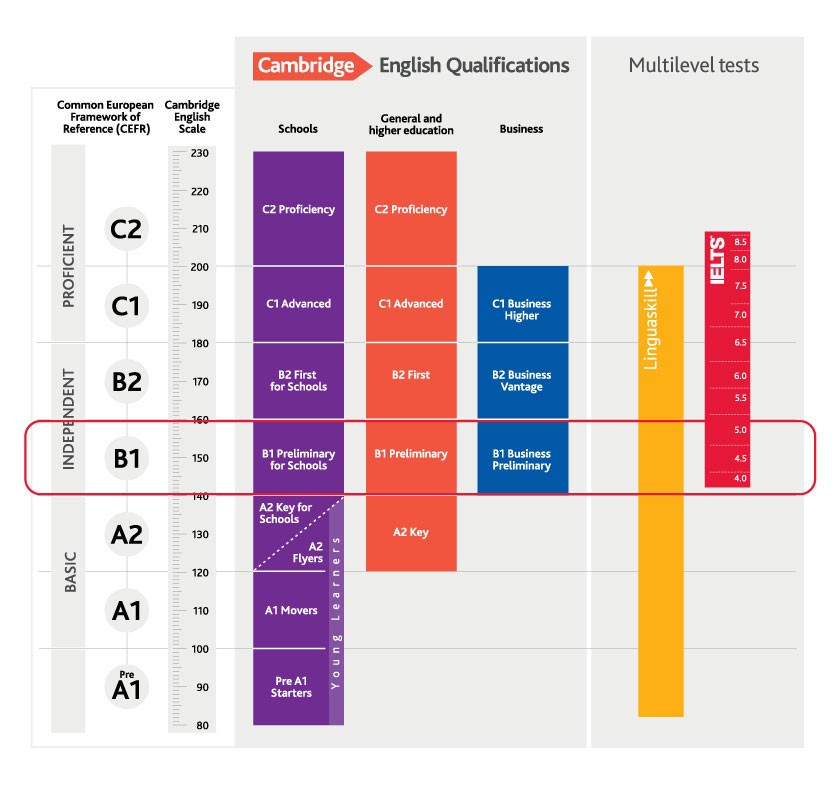 Cambridge English Qualifications
Multilevel tests
Common European
Framework of
Reference (CEFR)
Cambridge
English
Scale
Schools
General and
higher education
Business
PROFICIENT
INDEPENDENT
BASIC
C2
C1
B2
B1
A2
A1
Pre
A1
230
220
210
200
190
180
170
160
150
140
130
120
110
100
90
80
C2 Proficiency
C1 Advanced
B2 First
for Schools
B1 Preliminary
for Schools
A2 Key for
Schools
A2
Flyers
A1 Movers
Pre A1
Starters
Young Learners
C2 Proficiency
C1 Advanced
B2 First
B1 Preliminary
A2 Key
C1 Business
Higher
B2 Business
Vantage
B1 Business
Preliminary
Linguaskill
IELTS
8.5
8.0
7.5
7.0
6.5
6.0
5.5
5.0
4.5
4.0